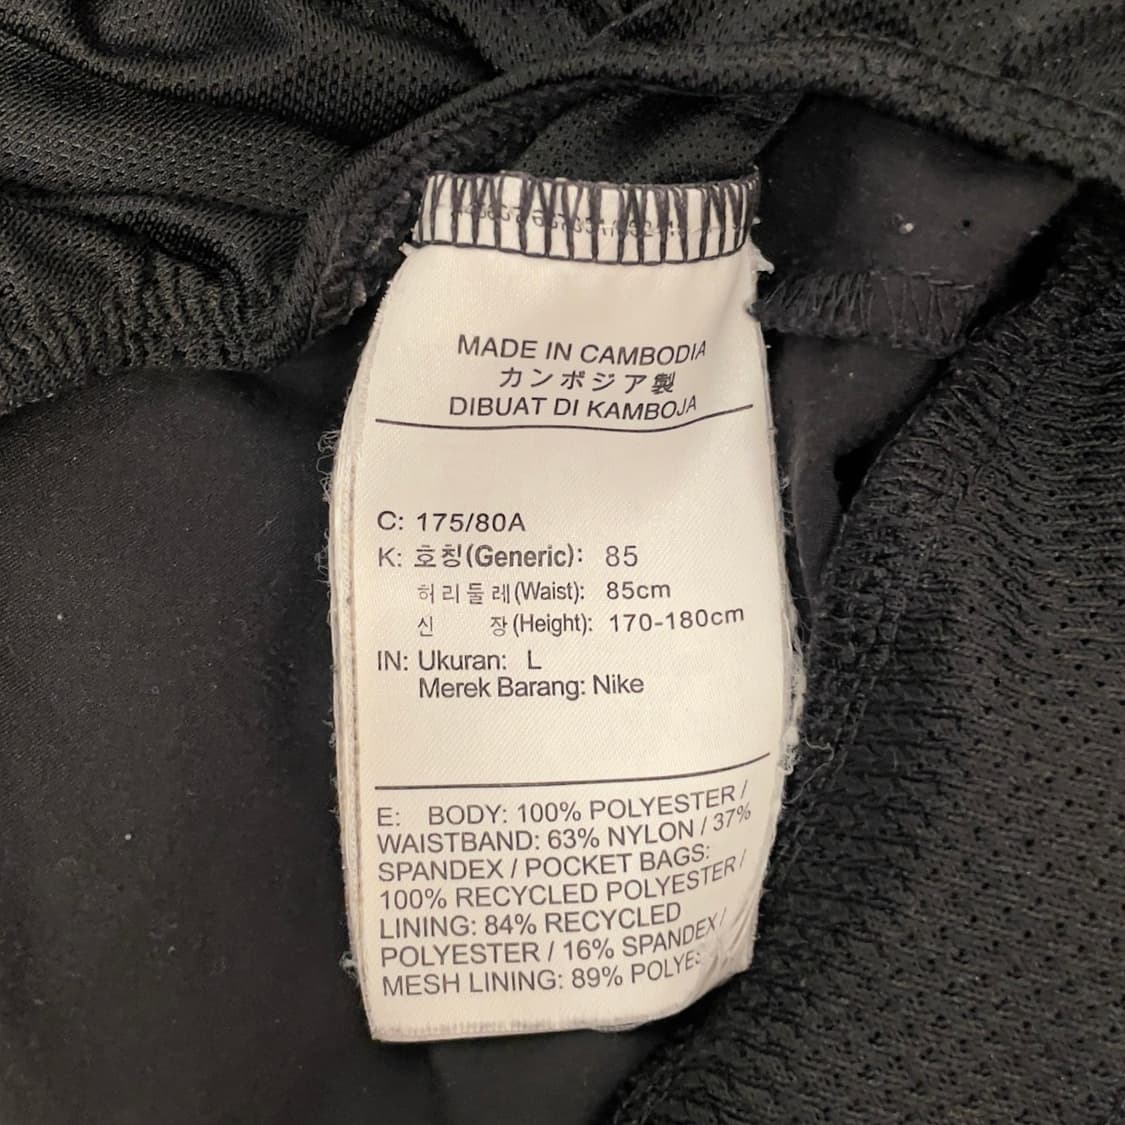 MADE IN CAMBODIA
カンボジア製
DIBUAT DI KAMBOJA
C: 175/80A
K: 호칭(Generic): 85
허리둘레(Waist): 85cm
신 장(Height): 170-180cm
IN: Ukuran: L
Merek Barang: Nike
E: BODY: 100% POLYESTER /
WAISTBAND: 63% NYLON / 37%
SPANDEX / POCKET BAGS:
100% RECYCLED POLYESTER /
LINING: 84% RECYCLED
POLYESTER / 16% SPANDEX /
MESH LINING: 89%